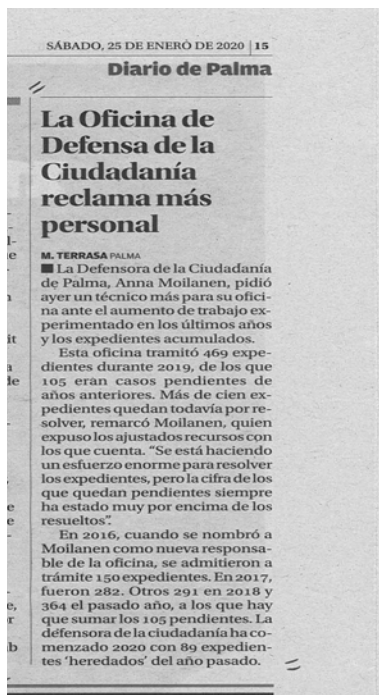 SÁBADO, 25 DE ENERO DE 2020 | 15
Diario de Palma
La Oficina de
Defensa de la
Ciudadanía
reclama más
personal
M. TERRASA PALMA
■ La Defensora de la Ciudadanía
de Palma, Anna Moilanen, pidió
ayer un técnico más para su ofici-
na ante el aumento de trabajo ex-
perimentado en los últimos años
y los expedientes acumulados.
Esta oficina tramitó 469 expe-
dientes durante 2019, de los que
105 eran casos pendientes de
años anteriores. Más de cien ex-
pedientes quedan todavía por re-
solver, remarcó Moilanen, quien
expuso los ajustados recursos con
los que cuenta. “Se está haciendo
un esfuerzo enorme para resolver
los expedientes, pero la cifra de los
que quedan pendientes siempre
ha estado muy por encima de los
resueltos”.
En 2016, cuando se nombró a
Moilanen como nueva responsa-
ble de la oficina, se admitieron a
trámite 150 expedientes. En 2017,
fueron 282. Otros 291 en 2018 y
364 el pasado año, a los que hay
que sumar los 105 pendientes. La
defensora de la ciudadanía ha co-
menzado 2020 con 89 expedien-
tes ‘heredados’ del año pasado.